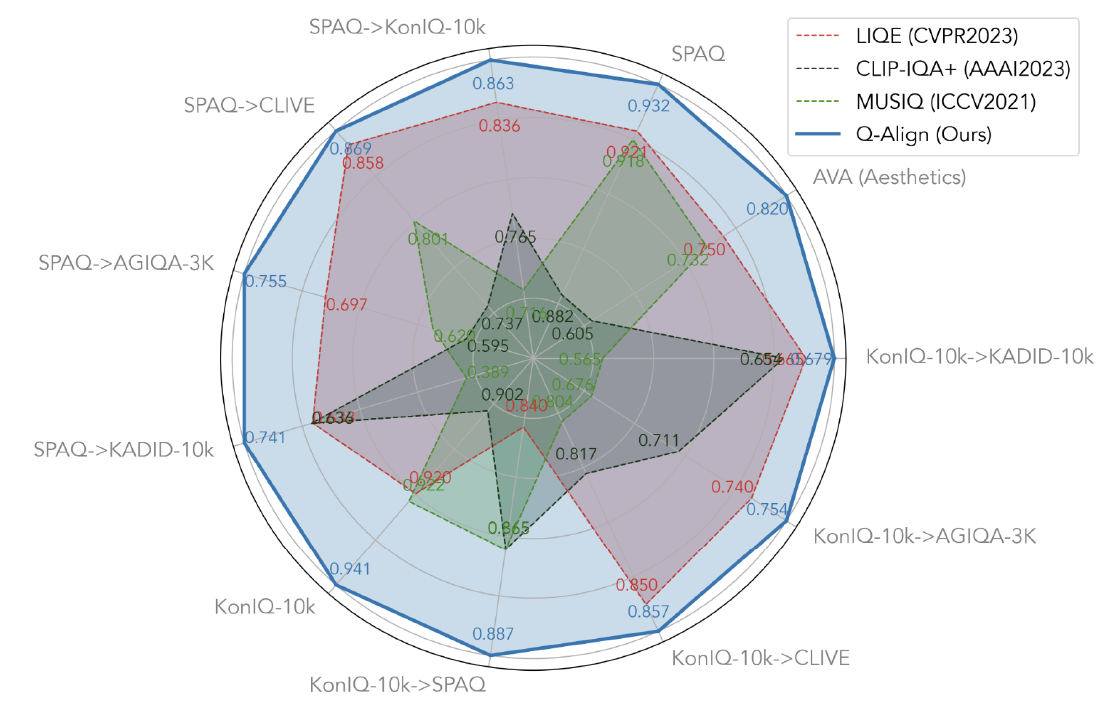 SPAQ->KonIQ-10k
LIQE (CVPR2023)
CLIP-IQA+ (AAAI2023)
MUSIQ (ICCV2021)
Q-Align (Ours)
SPAQ
0.863
0.932
SPAQ->CLIVE
0.836
0.869
0.858
0.921
0.918
AVA (Aesthetics)
0.820
0.801
0.765
0.750
0.732
SPAQ->AGIQA-3K
0.755
0.697
0.716
0.882
0.737
0.605
0.629
0.595
KonIQ-10k->KADID-10k
0.565
0.654
0.679
0.389
0.676
0.902
0.804
0.840
0.636
SPAQ->KADID-10k
0.741
0.711
0.817
0.920
0.922
0.740
0.754
KonIQ-10k->AGIQA-3K
0.865
0.941
0.850
0.857
KonIQ-10k
0.887
KonIQ-10k->CLIVE
KonIQ-10k->SPAQ